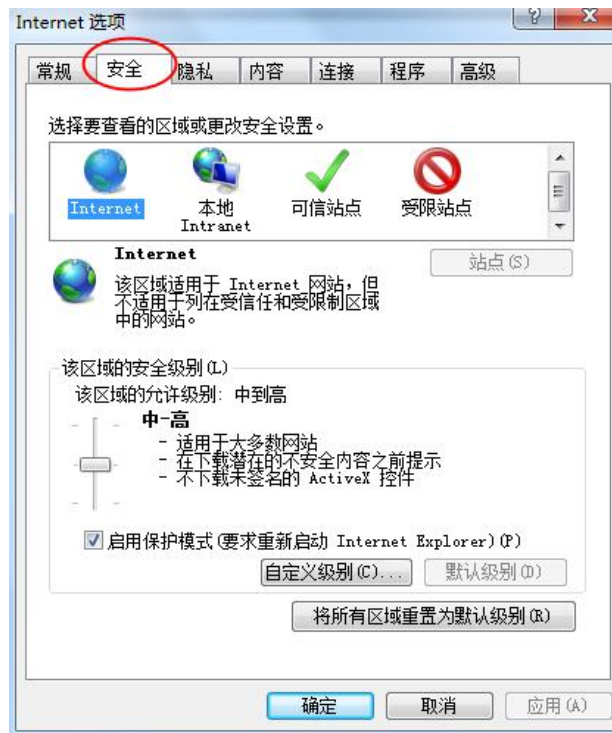 Internet 选项
常规 安全 隐私 内容 连接 程序 高级
选择要查看的区域或更改安全设置。
Internet 本地 Intranet 可信站点 受限站点
Internet
站点(S)
该区域适用于 Internet 网站，但
不适用于列在受信任和受限制区域
中的网站。
该区域的安全级别(L)
该区域的允许级别: 中到高
中-高
- 适用于大多数网站
- 在下载潜在的不安全内容之前提示
- 不下载未签名的 ActiveX 控件
启用保护模式(要求重新启动 Internet Explorer)(P)
自定义级别(C)... 默认级别(D)
将所有区域重置为默认级别(R)
确定 取消 应用(A)